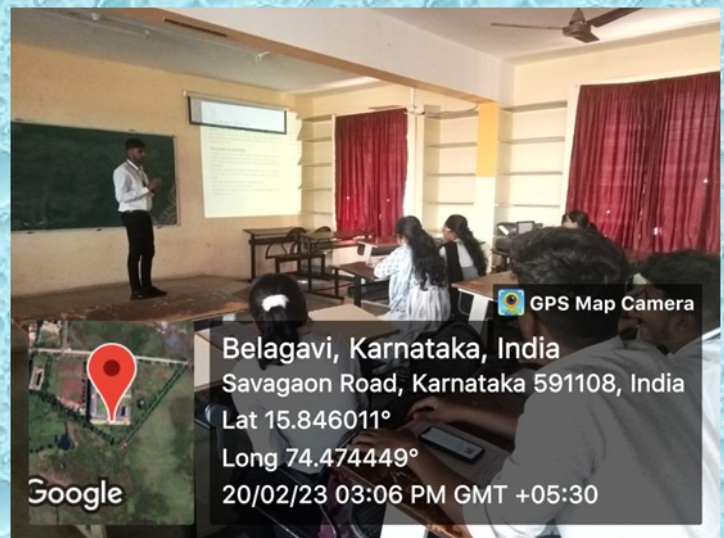 GPS Map Camera
Belagavi, Karnataka, India
Savagaon Road, Karnataka 591108, India
Lat 15.846011°
Long 74.474449°
20/02/23 03:06 PM GMT +05:30
Google